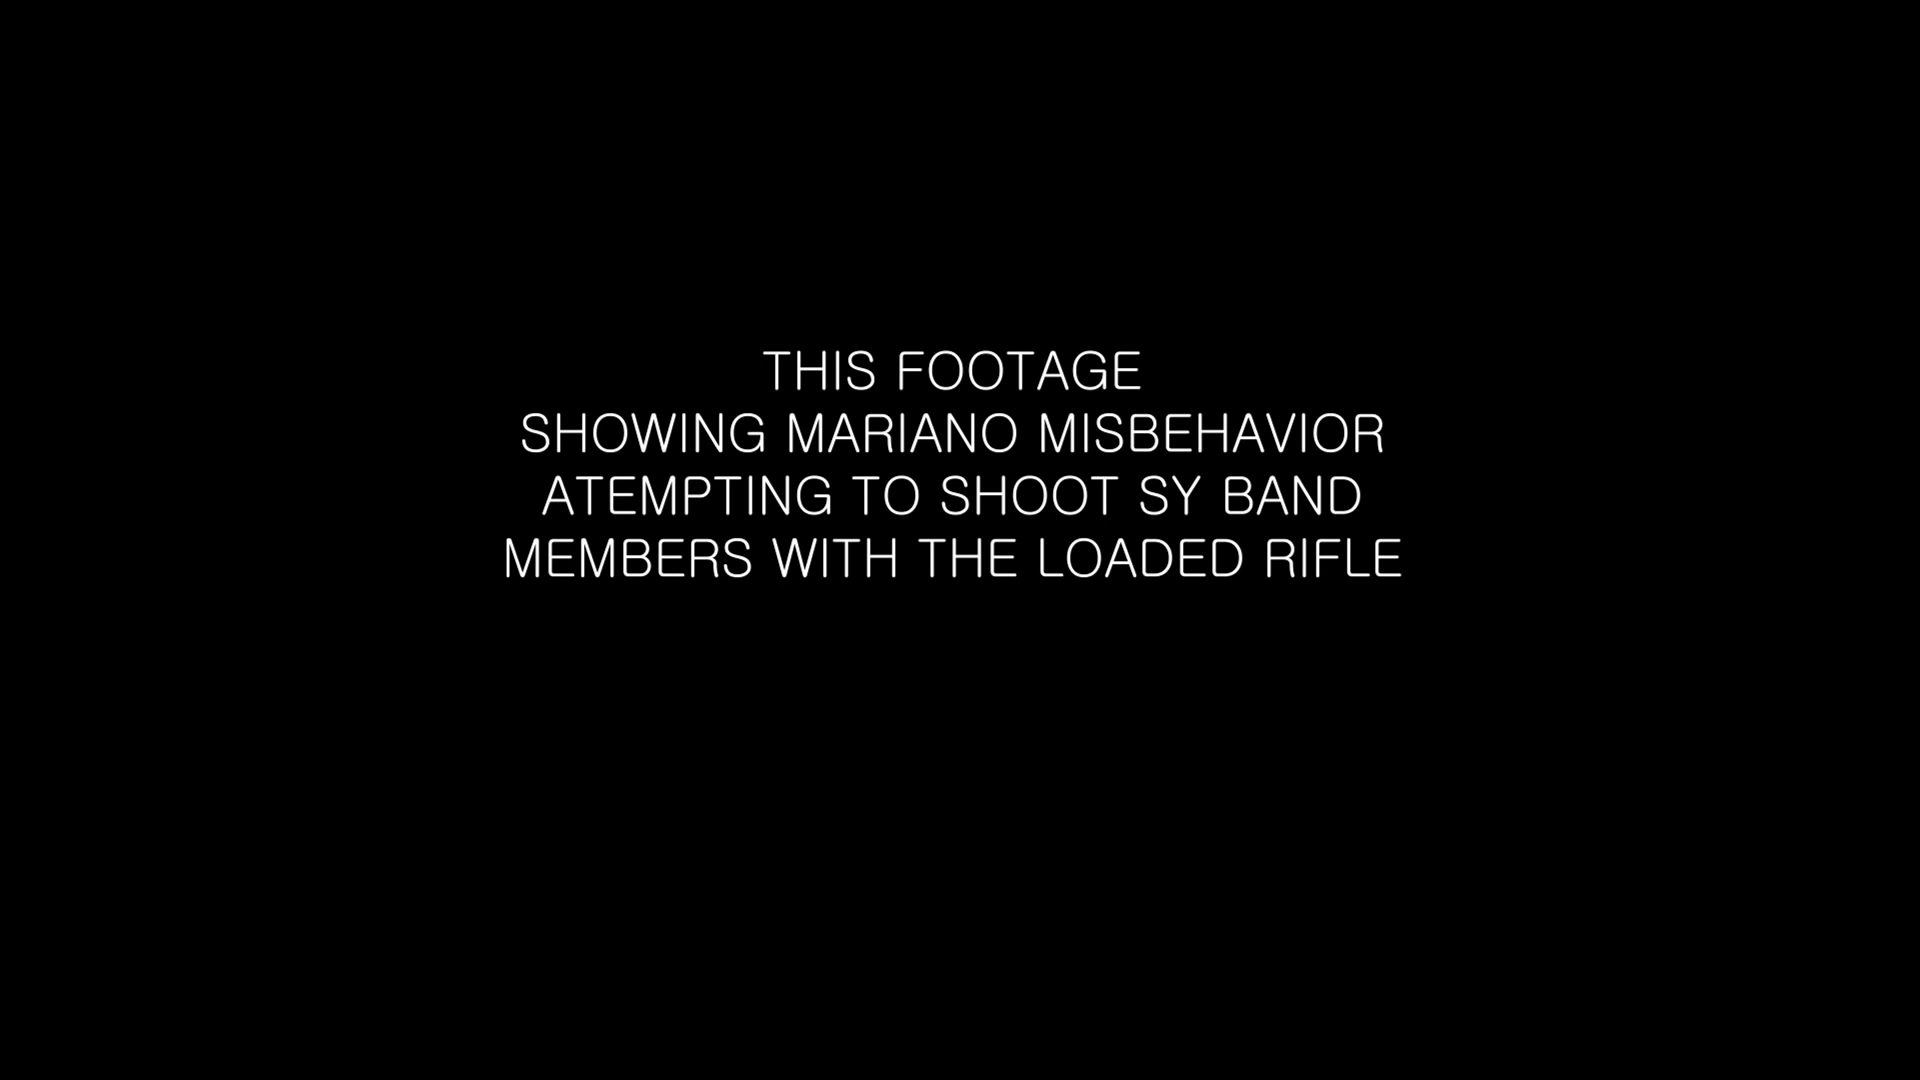 THIS FOOTAGE
SHOWING MARIANO MISBEHAVIOR
ATEMPTING TO SHOOT SY BAND
MEMBERS WITH THE LOADED RIFLE